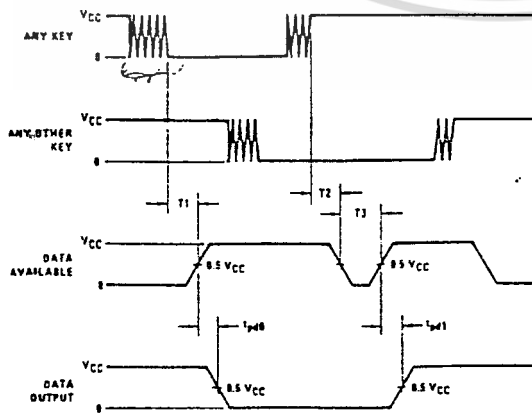 VCC
ANY KEY
0
VCC
ANY OTHER KEY
0
T1
T2
T3
VCC
DATA AVAILABLE
0
0.5 VCC
0.5 VCC
tpd0
tpd1
VCC
DATA OUTPUT
0
0.5 VCC
0.5 VCC